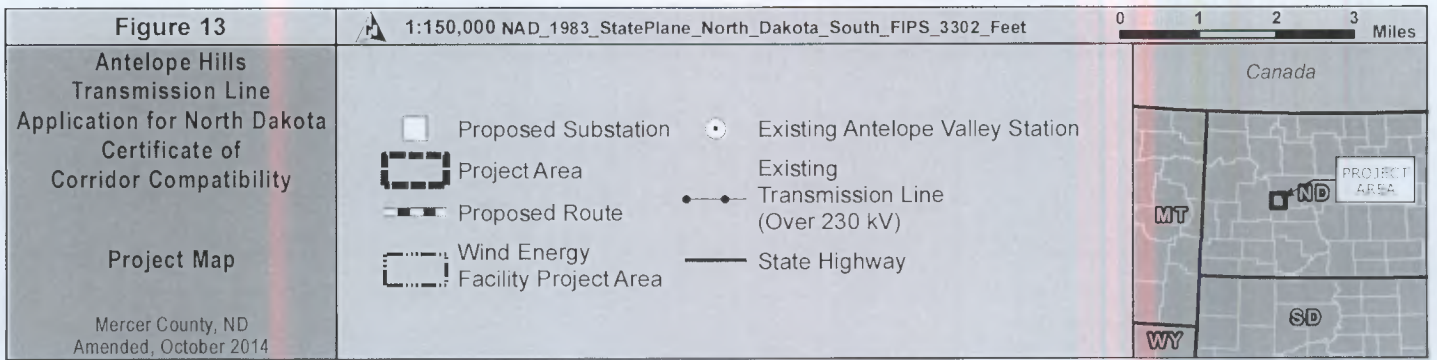 Figure 13
Antelope Hills
Transmission Line
Application for North Dakota
Certificate of
Corridor Compatibility
Project Map
Mercer County, ND
Amended, October 2014
N
1:150,000 NAD_1983_StatePlane_North_Dakota_South_FIPS_3302_Feet
0 1 2 3
Miles
Proposed Substation
Project Area
Proposed Route
Wind Energy
Facility Project Area
Existing Antelope Valley Station
Existing
Transmission Line
(Over 230 kV)
State Highway
Canada
PROJECT
AREA
ND
MT
SD
WY